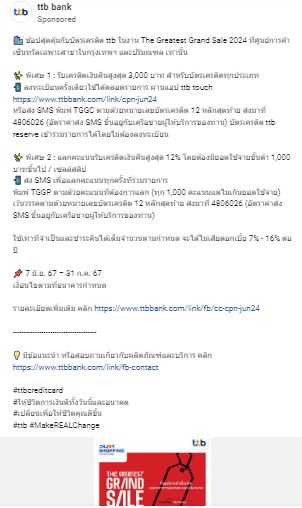 ttb bank
Sponsored
🛍️ ช้อปสุดคุ้มกับบัตรเครดิต ttb ในงาน The Greatest Grand Sale 2024 ที่ศูนย์การค้า
เซ็นทรัลเฉพาะสาขาในกรุงเทพฯ และปริมณฑล เท่านั้น
✨ พิเศษ 1 : รับเครดิตเงินคืนสูงสุด 3,000 บาท สำหรับบัตรเครดิตทุกประเภท
📲 ลงทะเบียนครั้งเดียวใช้ได้ตลอดรายการ ผ่านแอปฯ ttb touch
https://www.ttbbank.com/link/cpn-jun24
หรือส่ง SMS พิมพ์ TGGC ตามด้วยหมายเลขบัตรเครดิต 12 หลักสุดท้าย ส่งมาที่
4806026 (อัตราค่าส่ง SMS ขึ้นอยู่กับเครือข่ายผู้ให้บริการของท่าน) บัตรเครดิต ttb
reserve เข้าร่วมรายการได้โดยไม่ต้องลงทะเบียน
✨ พิเศษ 2 : แลกคะแนนรับเครดิตเงินคืนสูงสุด 12% โดยต้องมียอดใช้จ่ายขั้นต่ำ 1,000
บาทขึ้นไป / เซลล์สลิป
📲 ส่ง SMS เพื่อแลกคะแนนทุกครั้งที่ร่วมรายการ
พิมพ์ TGGP ตามด้วยคะแนนที่ต้องการแลก (ทุก 1,000 คะแนนแต่ไม่เกินยอดใช้จ่าย)
เว้นวรรคตามด้วยหมายเลขบัตรเครดิต 12 หลักสุดท้าย ส่งมาที่ 4806026 (อัตราค่าส่ง
SMS ขึ้นอยู่กับเครือข่ายผู้ให้บริการของท่าน)
ใช้เท่าที่จำเป็นและชำระคืนได้เต็มจำนวนตามกำหนด จะได้ไม่เสียดอกเบี้ย 7% - 16% ต่อ
ปี
📌 7 มิ.ย. 67 – 31 ก.ค. 67
เงื่อนไขตามที่ธนาคารกำหนด
รายละเอียดเพิ่มเติม คลิก https://www.ttbbank.com/link/fb/cc-cpn-jun24
-----------------------------------
💡 มีข้อแนะนำ หรือสอบถามเกี่ยวกับผลิตภัณฑ์และบริการ คลิก
https://www.ttbbank.com/link/fb-contact
#ttbcreditcard
#ให้ชีวิตการเงินดีทั้งวันนี้และอนาคต
#เปลี่ยนเพื่อให้ชีวิตคุณดีขึ้น
#ttb #MakeREALChange
ENJOY
SHOPPING
ttb
THE GREATEST
GRAND
SALE